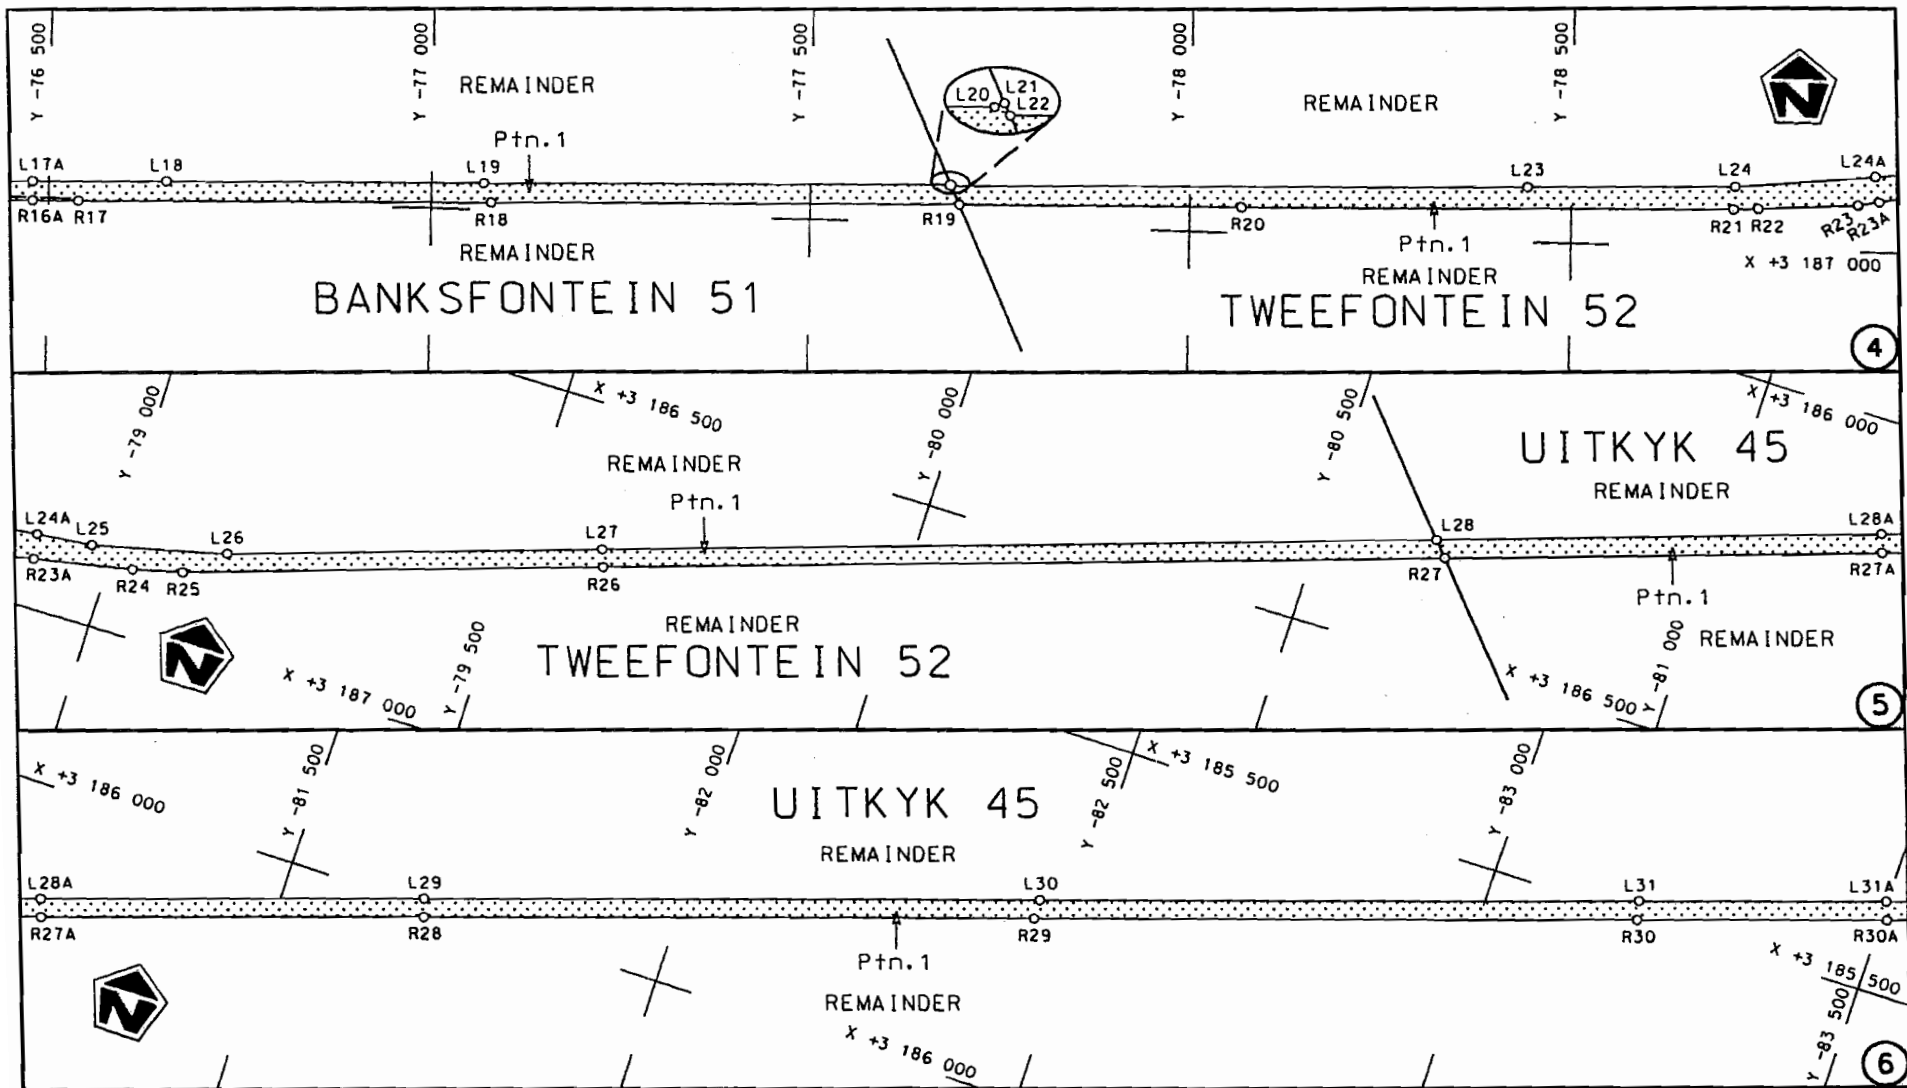 Y -76 500
Y -77 000
Y -77 500
Y -78 000
Y -78 500
REMAINDER
REMAINDER
N
Ptn.1
L20
L21
L22
L17A
L18
L19
L23
L24
L24A
R16A
R17
R18
R19
R20
R21
R22
R23
R23A
Ptn.1
REMAINDER
REMAINDER
X +3 187 000
BANKSFONTEIN 51
TWEEFONTEIN 52
4
Y -79 000
X +3 186 500
Y -80 000
Y -80 500
X +3 186 000
UITKYK 45
REMAINDER
REMAINDER
Ptn.1
L24A
L25
L26
L27
L28
L28A
R23A
R24
R25
R26
R27
R27A
Ptn.1
REMAINDER
REMAINDER
TWEEFONTEIN 52
N
X +3 187 000
Y -79 500
X +3 186 500
Y -81 000
5
X +3 186 000
Y -81 500
Y -82 000
Y -82 500
X +3 185 500
Y -83 000
UITKYK 45
REMAINDER
L28A
L29
L30
L31
L31A
R27A
R28
R29
R30
R30A
Ptn.1
REMAINDER
N
X +3 186 000
X +3 185 500
Y -83 500
6